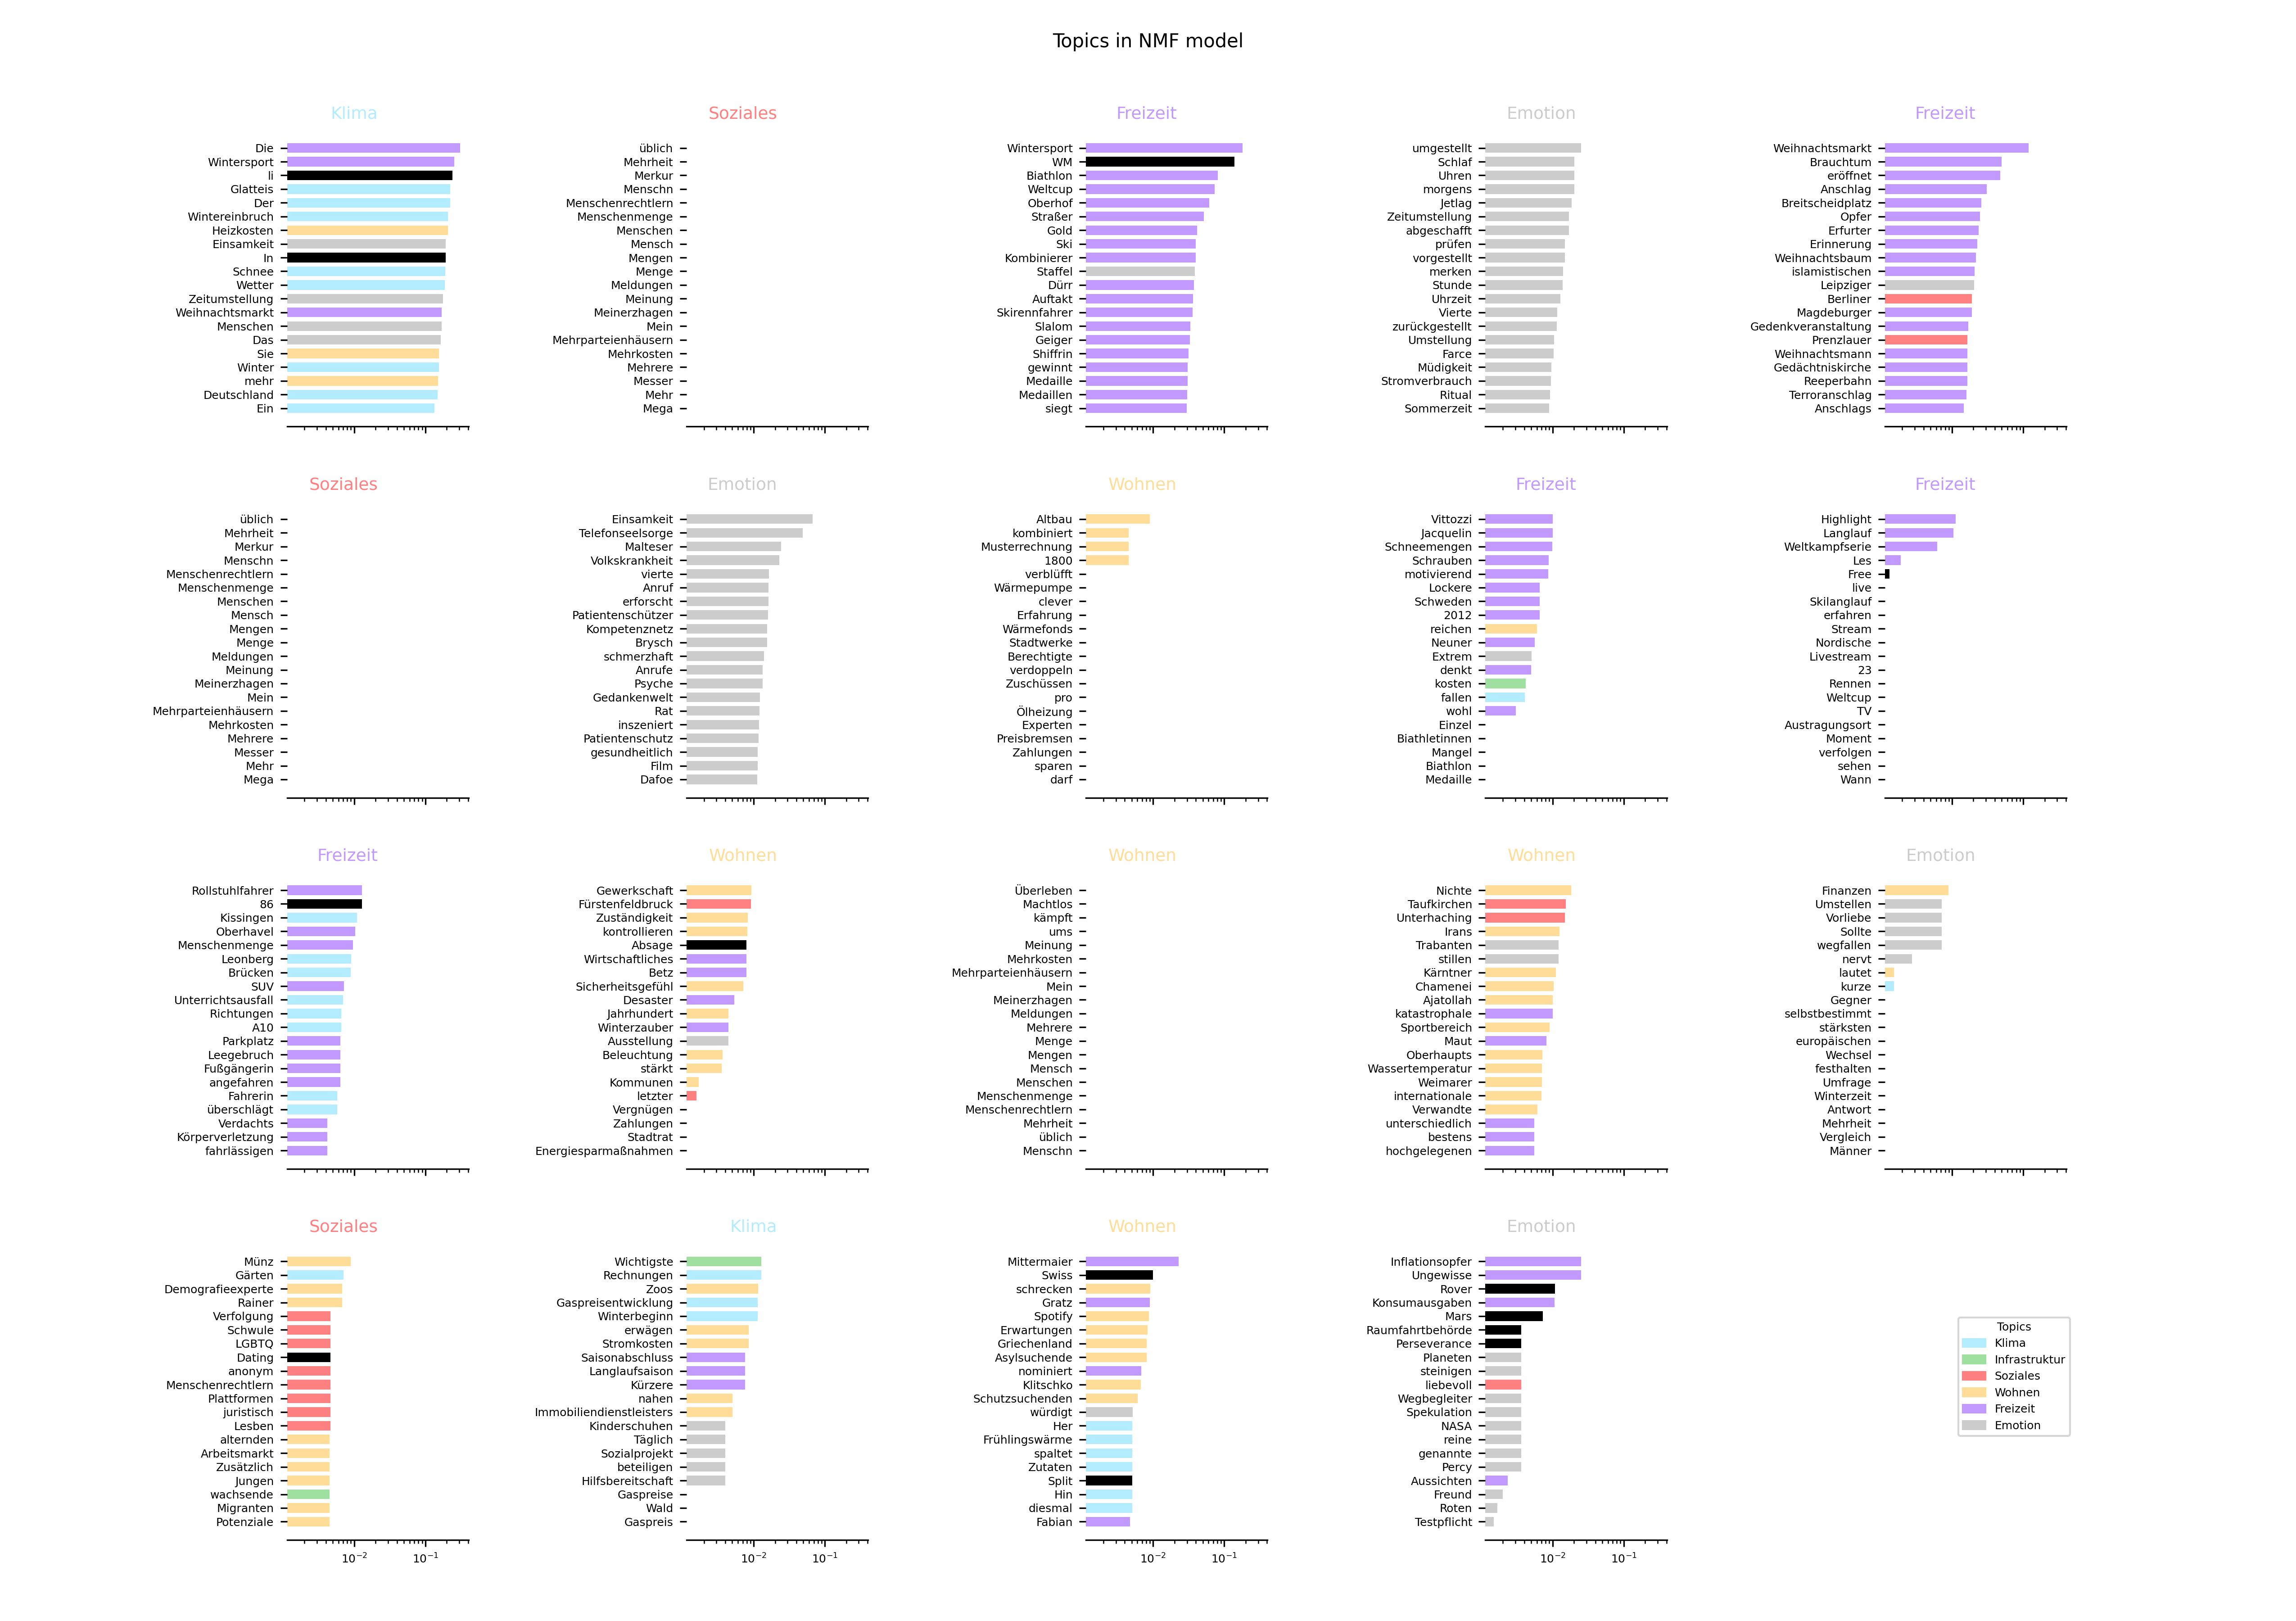 Topics in NMF model
Klima
Die
Wintersport
li
Glatteis
Der
Wintereinbruch
Heizkosten
Einsamkeit
In
Schnee
Wetter
Zeitumstellung
Weihnachtsmarkt
Menschen
Das
Sie
Winter
mehr
Deutschland
Ein
Soziales
üblich
Mehrheit
Merkur
Menschn
Menschenrechtlern
Menschenmenge
Menschen
Mensch
Mengen
Menge
Meldungen
Meinung
Meinerzhagen
Mein
Mehrparteienhäusern
Mehrkosten
Mehrere
Messer
Mehr
Mega
Freizeit
Wintersport
WM
Biathlon
Weltcup
Oberhof
Straßer
Gold
Ski
Kombinierer
Staffel
Dürr
Auftakt
Skirennfahrer
Slalom
Geiger
Shiffrin
gewinnt
Medaille
Medaillen
siegt
Emotion
umgestellt
Schlaf
Uhren
morgens
Jetlag
Zeitumstellung
abgeschafft
prüfen
vorgestellt
merken
Stunde
Uhrzeit
Vierte
zurückgestellt
Umstellung
Farce
Müdigkeit
Stromverbrauch
Ritual
Sommerzeit
Freizeit
Weihnachtsmarkt
Brauchtum
eröffnet
Anschlag
Breitscheidplatz
Opfer
Erfurter
Erinnerung
Weihnachtsbaum
islamistischen
Leipziger
Berliner
Magdeburger
Gedenkveranstaltung
Prenzlauer
Weihnachtsmann
Gedächtniskirche
Reeperbahn
Terroranschlag
Anschlags
Soziales
üblich
Mehrheit
Merkur
Menschn
Menschenrechtlern
Menschenmenge
Menschen
Mensch
Mengen
Menge
Meldungen
Meinung
Meinerzhagen
Mein
Mehrparteienhäusern
Mehrkosten
Mehrere
Messer
Mehr
Mega
Emotion
Einsamkeit
Telefonseelsorge
Malteser
Volkskrankheit
vierte
Anruf
erforscht
Patientenschützer
Kompetenznetz
Brysch
schmerzhaft
Anrufe
Psyche
Gedankenwelt
Rat
inszeniert
Patientenschutz
gesundheitlich
Film
Dafoe
Wohnen
Altbau
kombiniert
Musterrechnung
1800
verblüfft
Wärmepumpe
clever
Erfahrung
Wärmefonds
Stadtwerke
Berechtigte
verdoppeln
Zuschüssen
pro
Ölheizung
Experten
Preisbremsen
Zahlungen
sparen
darf
Freizeit
Vittozzi
Jacquelin
Schneemengen
Schrauben
motivierend
Lockere
Schweden
2012
reichen
Neuner
Extrem
denkt
kosten
fallen
wohl
Einzel
Biathletinnen
Mangel
Biathlon
Medaille
Freizeit
Highlight
Langlauf
Weltkampfserie
Les
Free
live
Skilanglauf
erfahren
Stream
Nordische
Livestream
23
Rennen
Weltcup
TV
Austragungsort
Moment
verfolgen
sehen
Wann
Freizeit
Rollstuhlfahrer
86
Kissingen
Oberhavel
Menschenmenge
Leonberg
Brücken
SUV
Unterrichtsausfall
Richtungen
A10
Parkplatz
Leegebruch
Fußgängerin
angefahren
Fahrerin
überschlägt
Verdachts
Körperverletzung
fahrlässigen
Wohnen
Gewerkschaft
Fürstenfeldbruck
Zuständigkeit
kontrollieren
Absage
Wirtschaftliches
Betz
Sicherheitsgefühl
Desaster
Jahrhundert
Winterzauber
Ausstellung
Beleuchtung
stärkt
Kommunen
letzter
Vergnügen
Zahlungen
Stadtrat
Energiesparmaßnahmen
Wohnen
Überleben
Machtlos
kämpft
ums
Meinung
Mehrkosten
Mehrparteienhäusern
Mein
Meinerzhagen
Meldungen
Mehrere
Menge
Mengen
Mensch
Menschen
Menschenmenge
Menschenrechtlern
Mehrheit
üblich
Menschn
Wohnen
Nichte
Taufkirchen
Unterhaching
Irans
Trabanten
stillen
Kärntner
Chamenei
Ajatollah
katastrophale
Sportbereich
Maut
Oberhaupts
Wassertemperatur
Weimarer
internationale
Verwandte
unterschiedlich
bestens
hochgelegenen
Emotion
Finanzen
Umstellen
Vorliebe
Sollte
wegfallen
nervt
lautet
kurze
Gegner
selbstbestimmt
stärksten
europäischen
Wechsel
festhalten
Umfrage
Winterzeit
Antwort
Mehrheit
Vergleich
Männer
Soziales
Münz
Gärten
Demografieexperte
Rainer
Verfolgung
Schwule
LGBTQ
Dating
anonym
Menschenrechtlern
Plattformen
juristisch
Lesben
alternden
Arbeitsmarkt
Zusätzlich
Jungen
wachsende
Migranten
Potenziale
10⁻² 10⁻¹
Klima
Wichtigste
Rechnungen
Zoos
Gaspreisentwicklung
Winterbeginn
erwägen
Stromkosten
Saisonabschluss
Langlaufsaison
Kürzere
nahen
Immobiliendienstleisters
Kinderschuhen
Täglich
Sozialprojekt
beteiligen
Hilfsbereitschaft
Gaspreise
Wald
Gaspreis
10⁻² 10⁻¹
Wohnen
Mittermaier
Swiss
schrecken
Gratz
Spotify
Erwartungen
Griechenland
Asylsuchende
nominiert
Klitschko
Schutzsuchenden
würdigt
Her
Frühlingswärme
spaltet
Zutaten
Split
Hin
diesmal
Fabian
10⁻² 10⁻¹
Emotion
Inflationsopfer
Ungewisse
Rover
Konsumausgaben
Mars
Raumfahrtbehörde
Perseverance
Planeten
steinigen
liebevoll
Wegbegleiter
Spekulation
NASA
reine
genannte
Percy
Aussichten
Freund
Roten
Testpflicht
10⁻² 10⁻¹
Topics
Klima
Infrastruktur
Soziales
Wohnen
Freizeit
Emotion